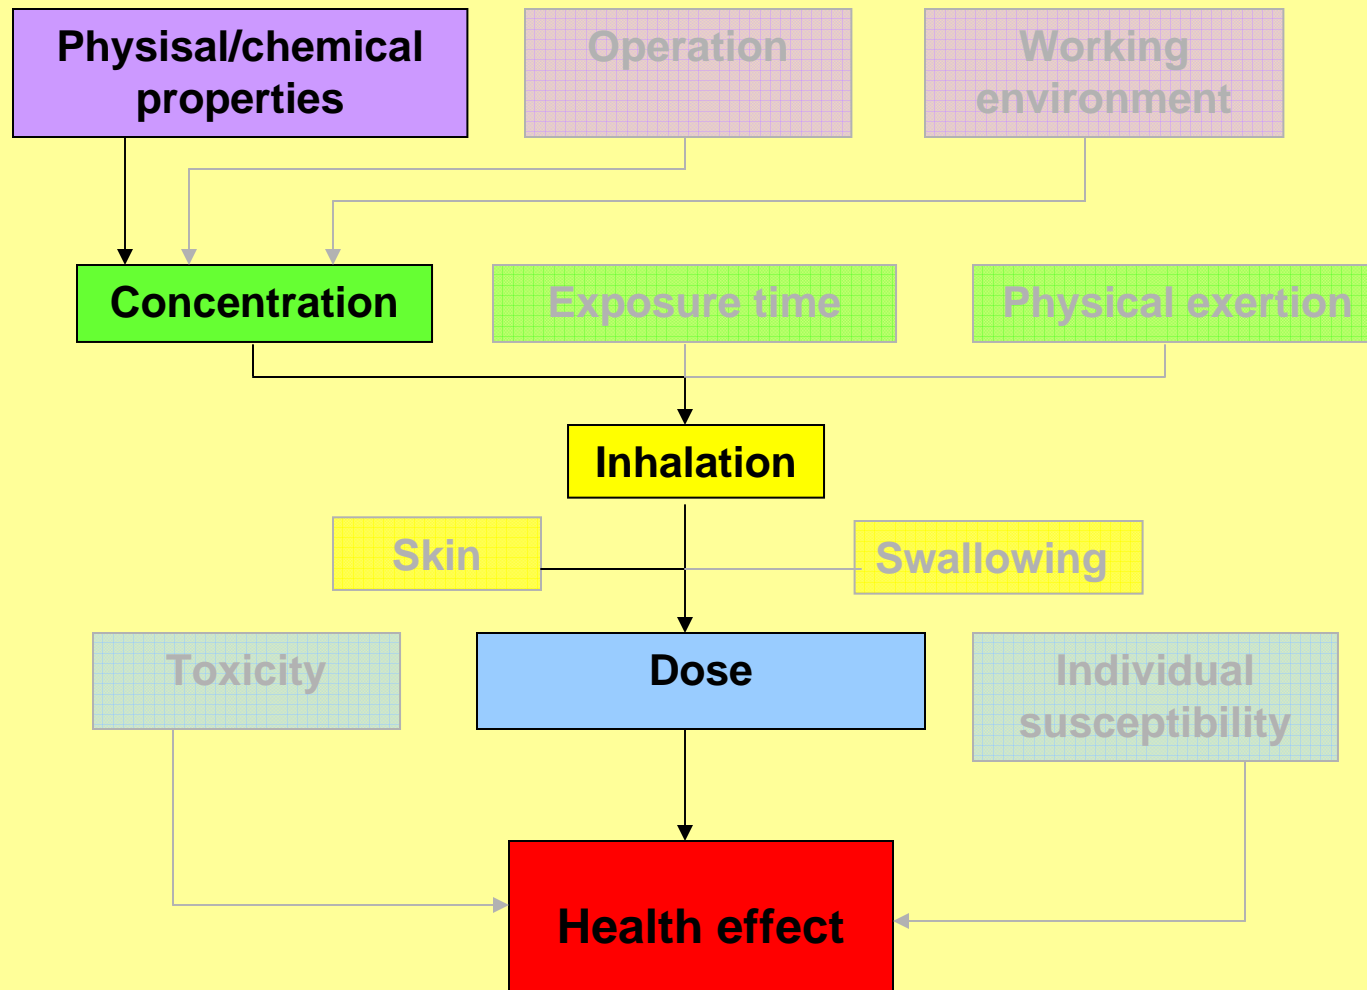 Physisal/chemical
properties
Operation
Working
environment
Concentration
Exposure time
Physical exertion
Inhalation
Skin
Swallowing
Toxicity
Dose
Individual
susceptibility
Health effect